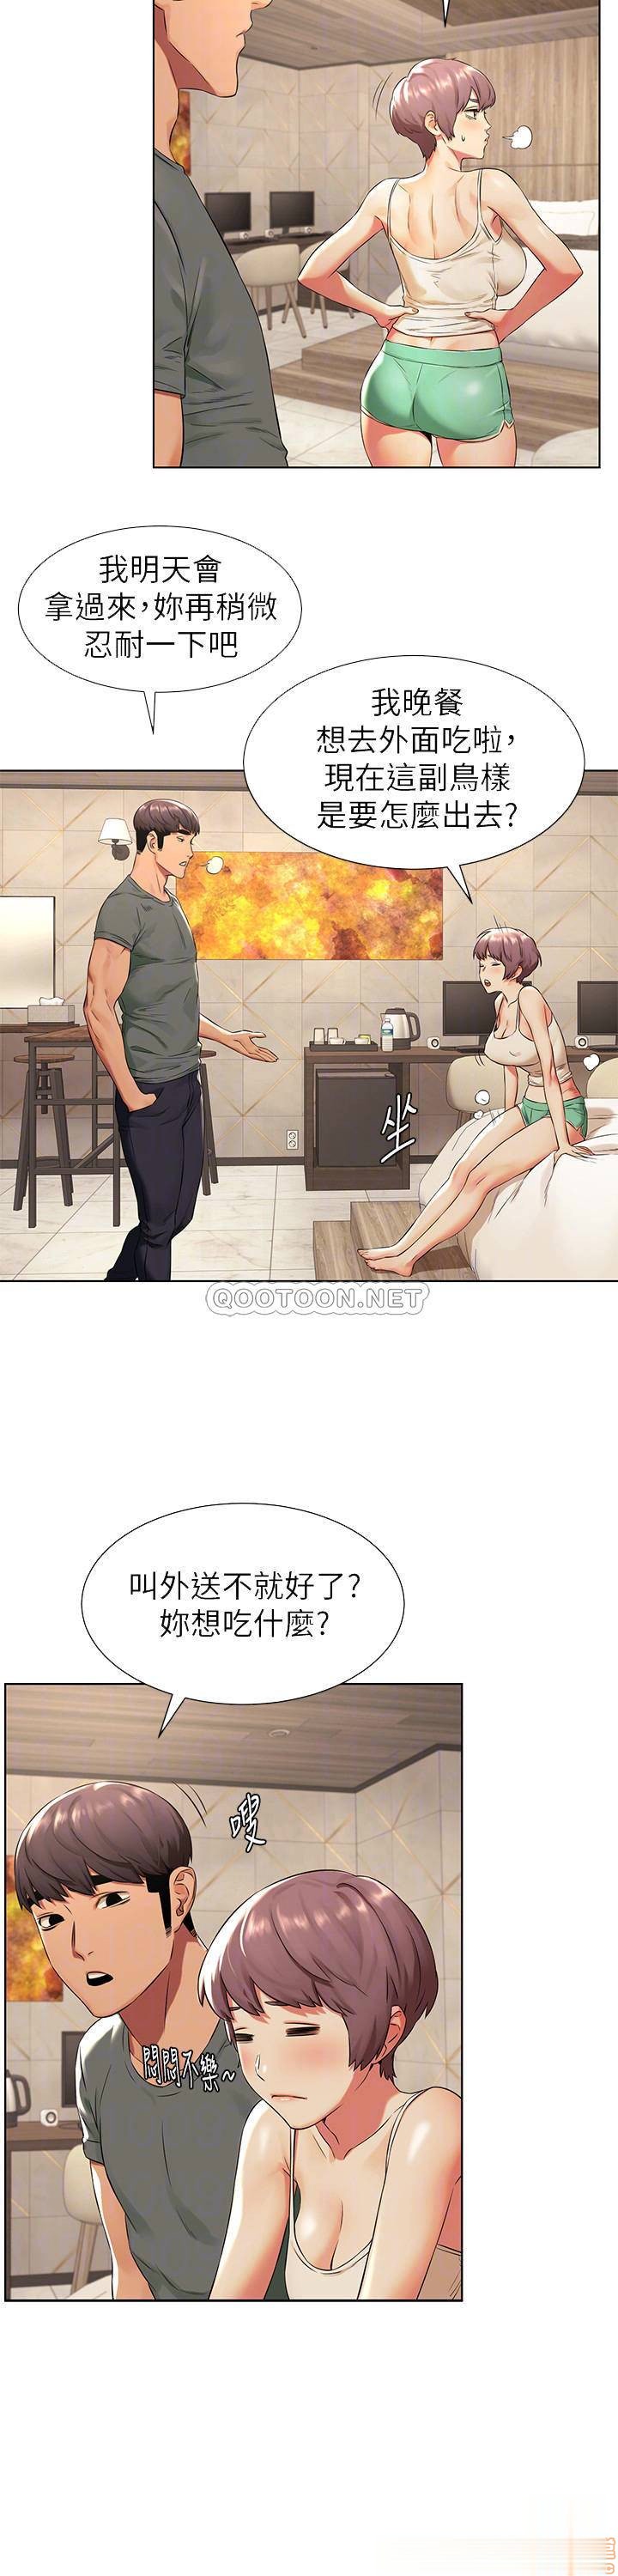 我明天會
拿過來，妳再稍微
忍耐一下吧
我晚餐
想去外面吃啦，
現在這副鳥樣
是要怎麼出去?
坐
QOOTOON.NET
叫外送不就好了?
妳想吃什麼?
嗖
悶悶不樂~